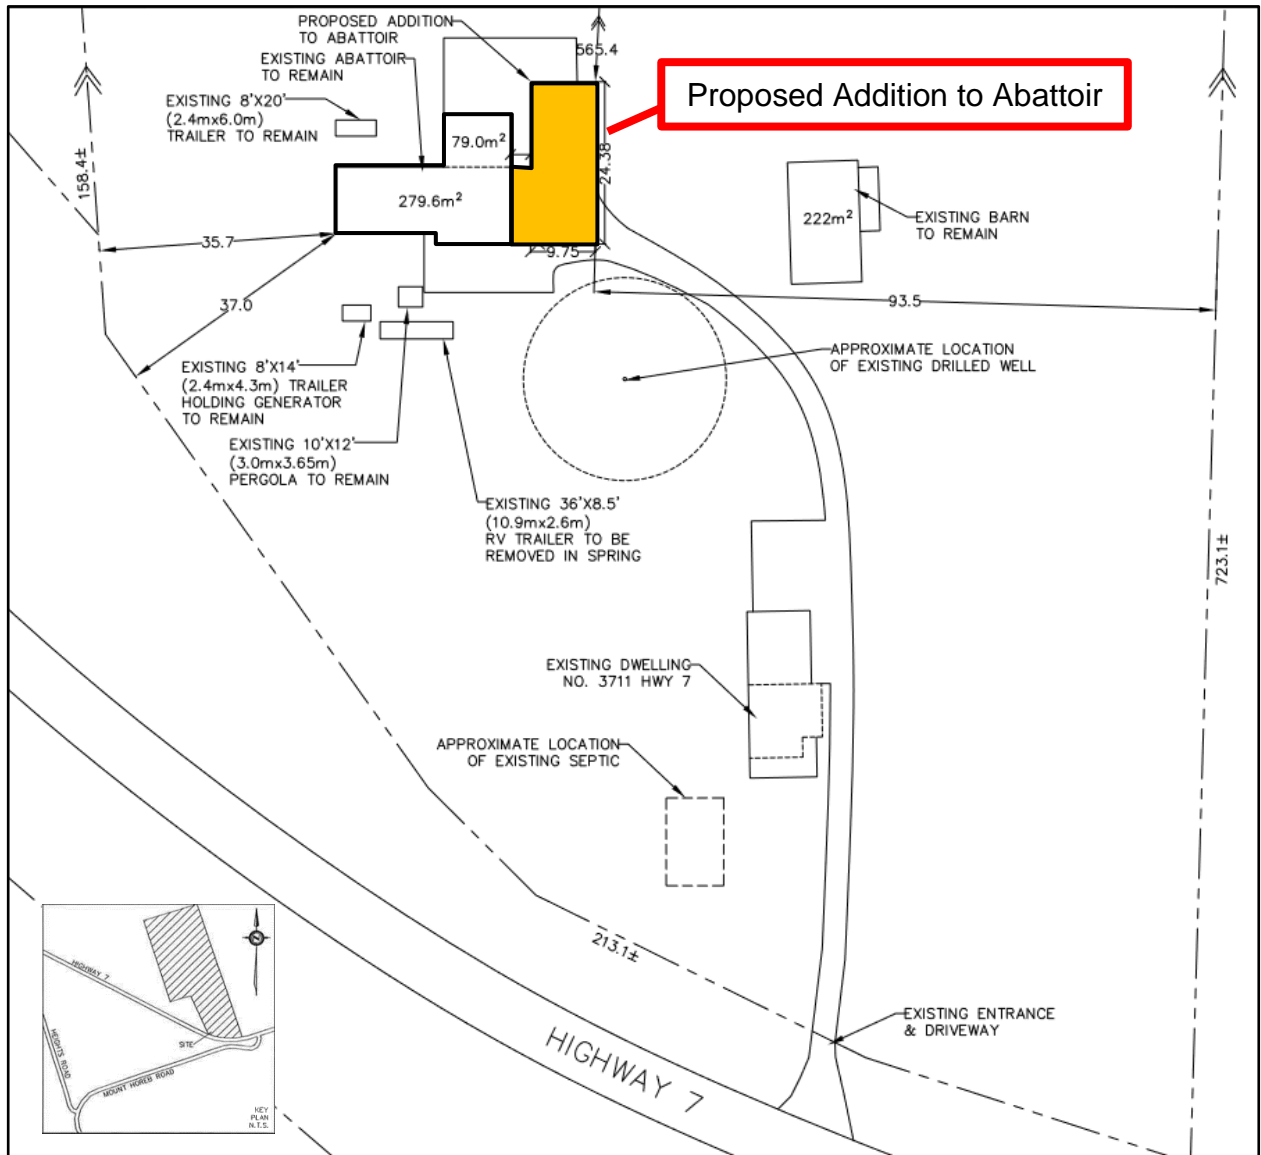 PROPOSED ADDITION
TO ABATTOIR
565.4
EXISTING ABATTOIR
TO REMAIN
Proposed Addition to Abattoir
EXISTING 8'X20'
(2.4mx6.0m)
TRAILER TO REMAIN
158.4±
79.0m²
24.38
279.6m²
222m²
EXISTING BARN
TO REMAIN
35.7
9.75
37.0
93.5
APPROXIMATE LOCATION
OF EXISTING DRILLED WELL
EXISTING 8'X14'
(2.4mx4.3m) TRAILER
HOLDING GENERATOR
TO REMAIN
EXISTING 10'X12'
(3.0mx3.65m)
PERGOLA TO REMAIN
EXISTING 36'X8.5'
(10.9mx2.6m)
RV TRAILER TO BE
REMOVED IN SPRING
723.1±
EXISTING DWELLING
NO. 3711 HWY 7
APPROXIMATE LOCATION
OF EXISTING SEPTIC
213.1±
EXISTING ENTRANCE
& DRIVEWAY
HIGHWAY 7
HIGHWAY 7
SITE
HEIGHTS ROAD
MOUNT HOREB ROAD
KEY
PLAN
N.T.S.